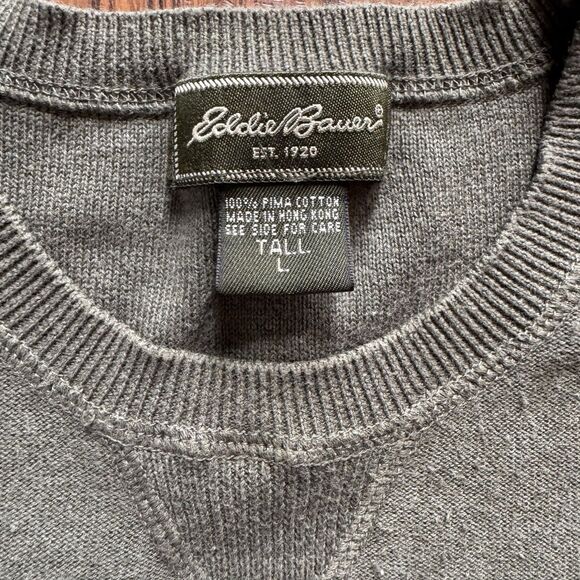 Eddie Bauer®
EST. 1920
100% PIMA COTTON
MADE IN HONG KONG
SEE SIDE FOR CARE
TALL
L